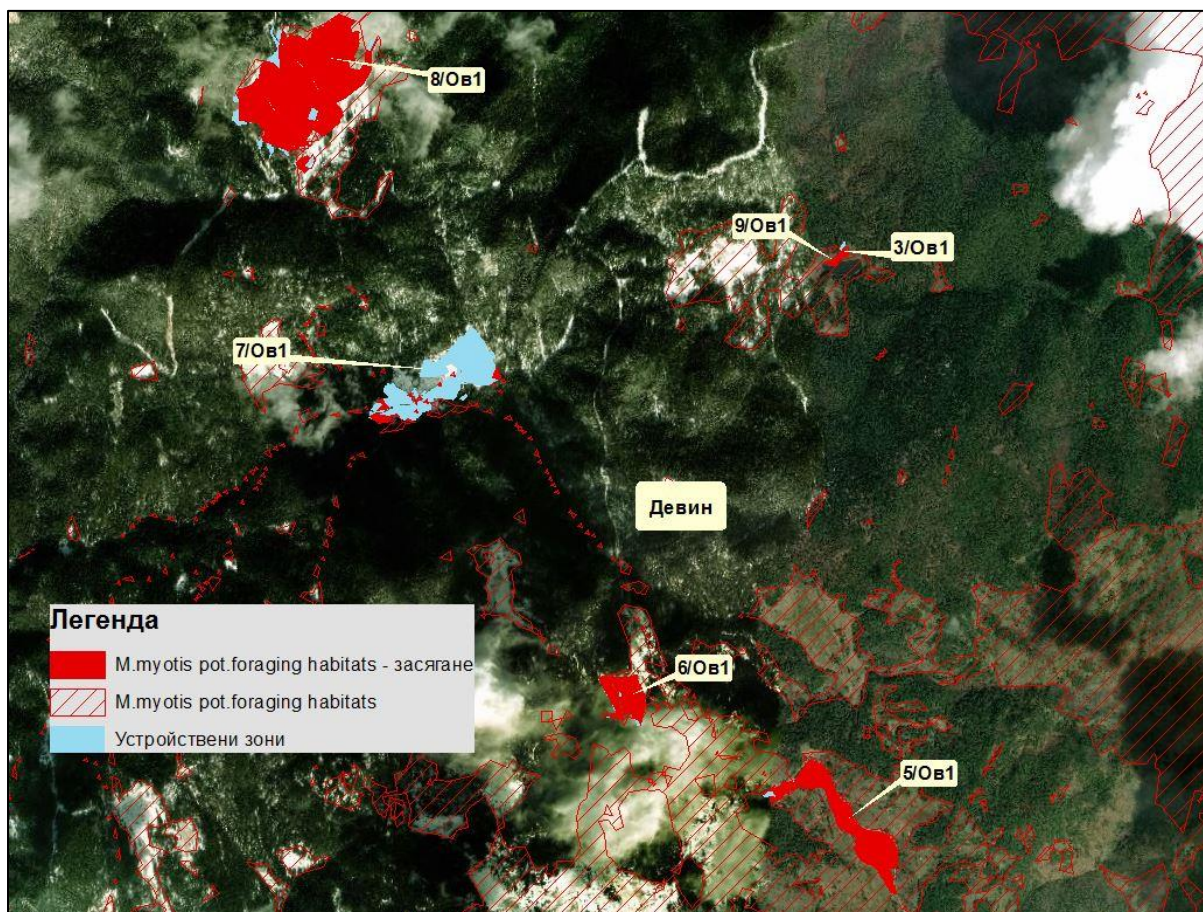 8/Ов1
9/Ов1
3/Ов1
7/Ов1
Девин
Легенда
M.myotis pot.foraging habitats - засягане
M.myotis pot.foraging habitats
Устройствени зони
6/Ов1
5/Ов1